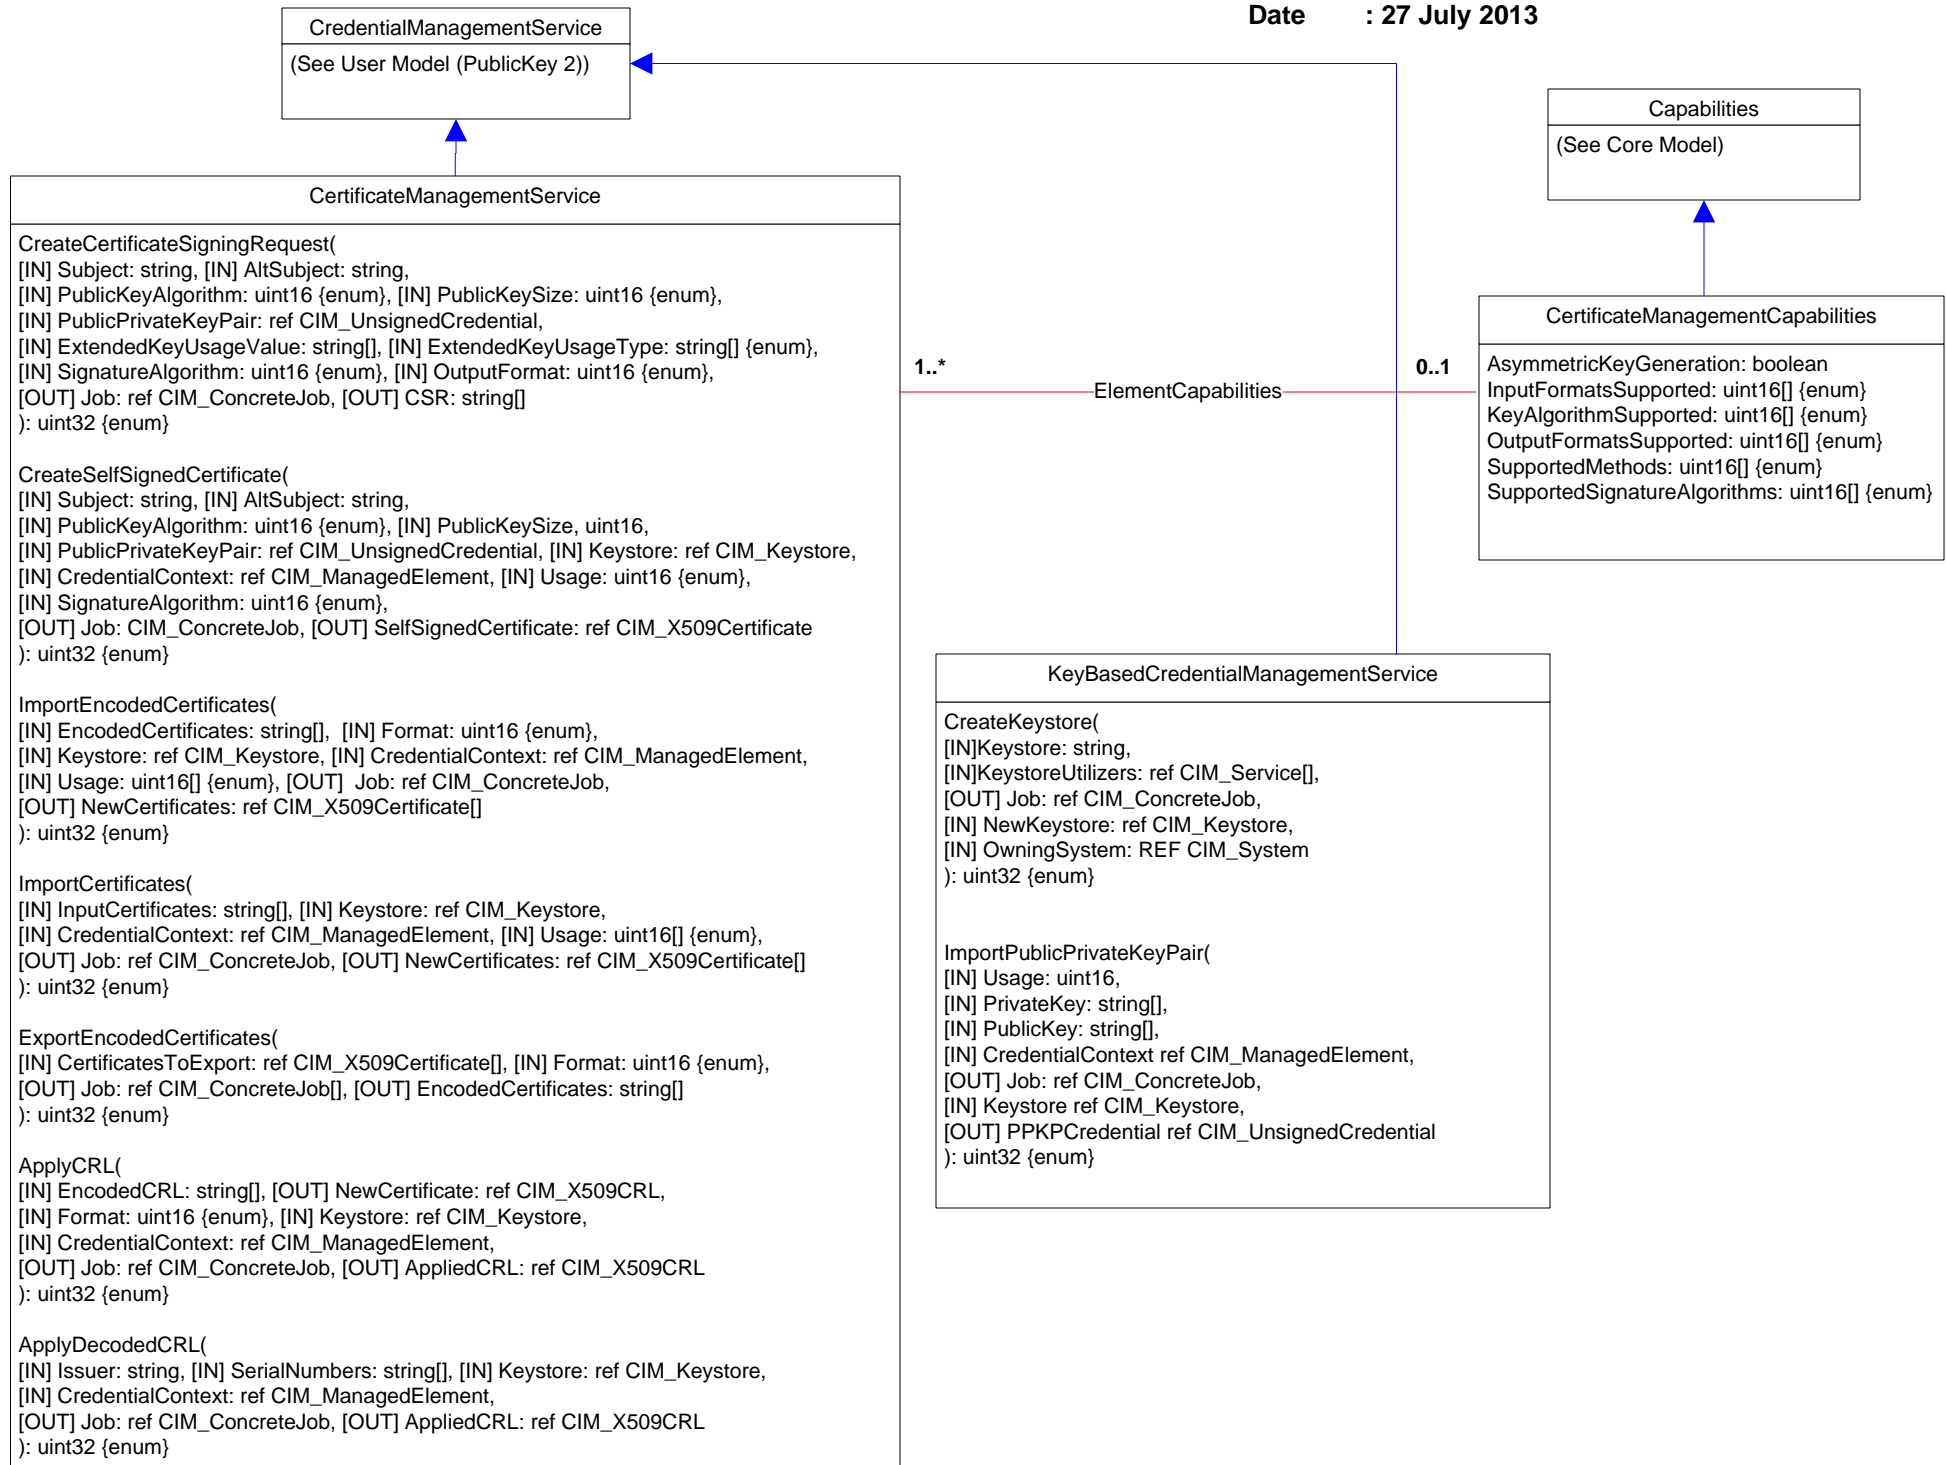 Date : 27 July 2013
CredentialManagementService
(See User Model (PublicKey 2))
Capabilities
(See Core Model)
CertificateManagementService
CreateCertificateSigningRequest(
[IN] Subject: string, [IN] AltSubject: string,
[IN] PublicKeyAlgorithm: uint16 {enum}, [IN] PublicKeySize: uint16 {enum},
[IN] PublicPrivateKeyPair: ref CIM_UnsignedCredential,
[IN] ExtendedKeyUsageValue: string[], [IN] ExtendedKeyUsageType: string[] {enum},
[IN] SignatureAlgorithm: uint16 {enum}, [IN] OutputFormat: uint16 {enum},
[OUT] Job: ref CIM_ConcreteJob, [OUT] CSR: string[]
): uint32 {enum}
CreateSelfSignedCertificate(
[IN] Subject: string, [IN] AltSubject: string,
[IN] PublicKeyAlgorithm: uint16 {enum}, [IN] PublicKeySize, uint16,
[IN] PublicPrivateKeyPair: ref CIM_UnsignedCredential, [IN] Keystore: ref CIM_Keystore,
[IN] CredentialContext: ref CIM_ManagedElement, [IN] Usage: uint16 {enum},
[IN] SignatureAlgorithm: uint16 {enum},
[OUT] Job: CIM_ConcreteJob, [OUT] SelfSignedCertificate: ref CIM_X509Certificate
): uint32 {enum}
ImportEncodedCertificates(
[IN] EncodedCertificates: string[],  [IN] Format: uint16 {enum},
[IN] Keystore: ref CIM_Keystore, [IN] CredentialContext: ref CIM_ManagedElement,
[IN] Usage: uint16[] {enum}, [OUT]  Job: ref CIM_ConcreteJob,
[OUT] NewCertificates: ref CIM_X509Certificate[]
): uint32 {enum}
ImportCertificates(
[IN] InputCertificates: string[], [IN] Keystore: ref CIM_Keystore,
[IN] CredentialContext: ref CIM_ManagedElement, [IN] Usage: uint16[] {enum},
[OUT] Job: ref CIM_ConcreteJob, [OUT] NewCertificates: ref CIM_X509Certificate[]
): uint32 {enum}
ExportEncodedCertificates(
[IN] CertificatesToExport: ref CIM_X509Certificate[], [IN] Format: uint16 {enum},
[OUT] Job: ref CIM_ConcreteJob[], [OUT] EncodedCertificates: string[]
): uint32 {enum}
ApplyCRL(
[IN] EncodedCRL: string[], [OUT] NewCertificate: ref CIM_X509CRL,
[IN] Format: uint16 {enum}, [IN] Keystore: ref CIM_Keystore,
[IN] CredentialContext: ref CIM_ManagedElement,
[OUT] Job: ref CIM_ConcreteJob, [OUT] AppliedCRL: ref CIM_X509CRL
): uint32 {enum}
ApplyDecodedCRL(
[IN] Issuer: string, [IN] SerialNumbers: string[], [IN] Keystore: ref CIM_Keystore,
[IN] CredentialContext: ref CIM_ManagedElement,
[OUT] Job: ref CIM_ConcreteJob, [OUT] AppliedCRL: ref CIM_X509CRL
): uint32 {enum}
1..*
ElementCapabilities
0..1
CertificateManagementCapabilities
AsymmetricKeyGeneration: boolean
InputFormatsSupported: uint16[] {enum}
KeyAlgorithmSupported: uint16[] {enum}
OutputFormatsSupported: uint16[] {enum}
SupportedMethods: uint16[] {enum}
SupportedSignatureAlgorithms: uint16[] {enum}
KeyBasedCredentialManagementService
CreateKeystore(
[IN]Keystore: string,
[IN]KeystoreUtilizers: ref CIM_Service[],
[OUT] Job: ref CIM_ConcreteJob,
[IN] NewKeystore: ref CIM_Keystore,
[IN] OwningSystem: REF CIM_System
): uint32 {enum}
ImportPublicPrivateKeyPair(
[IN] Usage: uint16,
[IN] PrivateKey: string[],
[IN] PublicKey: string[],
[IN] CredentialContext ref CIM_ManagedElement,
[OUT] Job: ref CIM_ConcreteJob,
[IN] Keystore ref CIM_Keystore,
[OUT] PPKPCredential ref CIM_UnsignedCredential
): uint32 {enum}